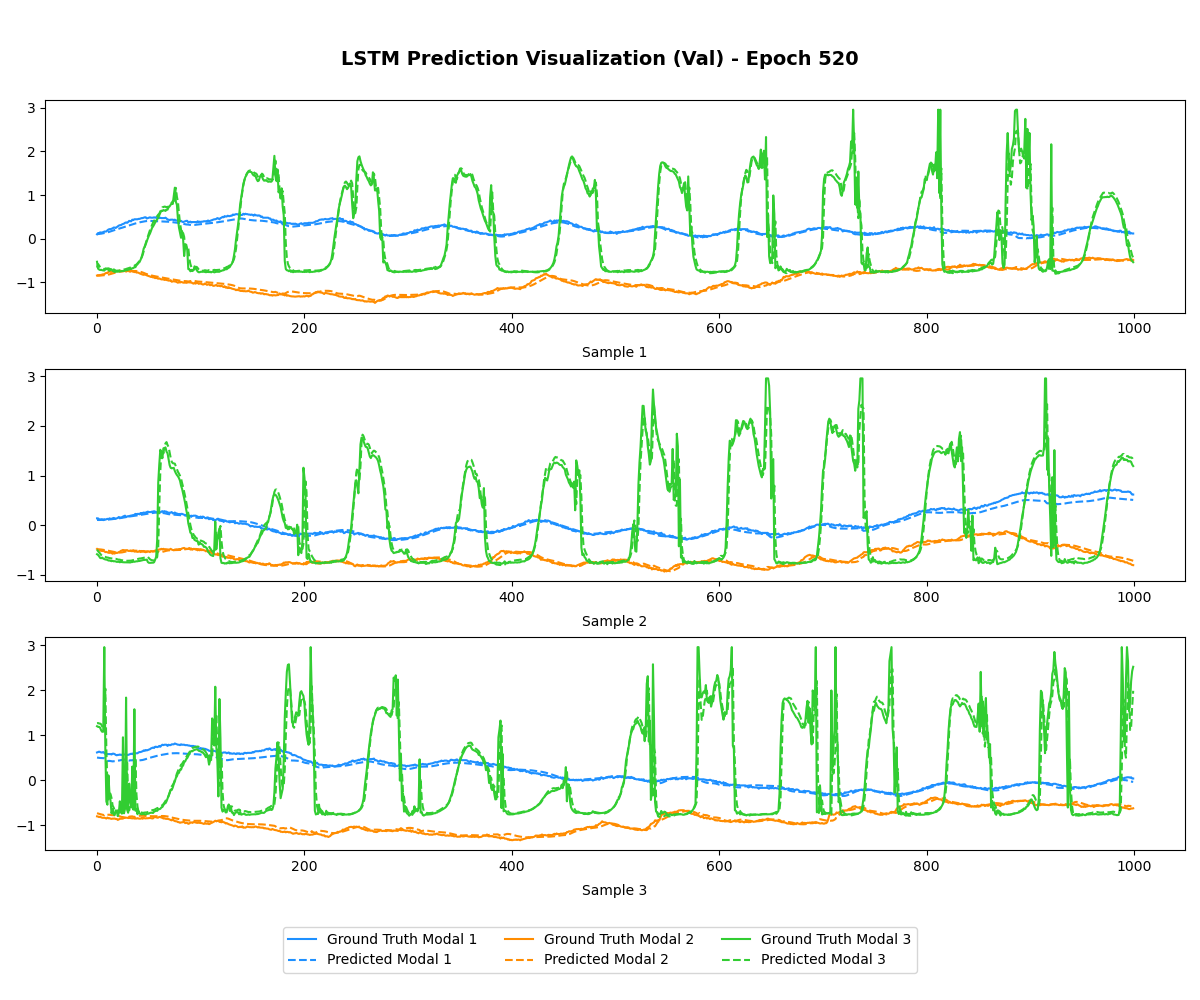 LSTM Prediction Visualization (Val) - Epoch 520
3
2
1
0
−1
0 200 400 600 800 1000
Sample 1
3
2
1
0
−1
0 200 400 600 800 1000
Sample 2
3
2
1
0
−1
0 200 400 600 800 1000
Sample 3
Ground Truth Modal 1 Ground Truth Modal 2 Ground Truth Modal 3
Predicted Modal 1 Predicted Modal 2 Predicted Modal 3